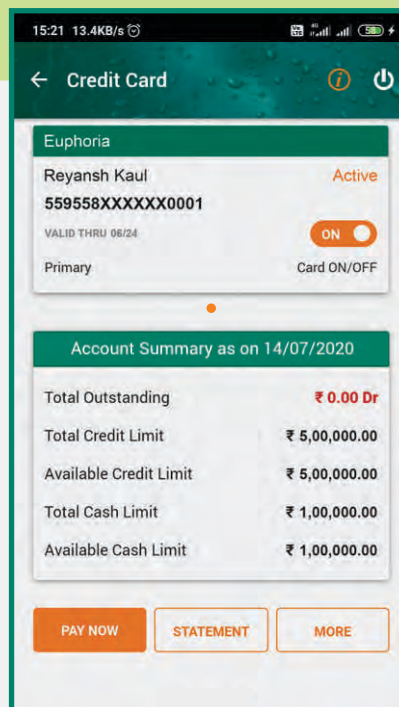 15:21 13.4KB/s 4G 58
Credit Card
Euphoria
Reyansh Kaul Active
559558XXXXXX0001
VALID THRU 06/24 ON
Primary Card ON/OFF
Account Summary as on 14/07/2020
Total Outstanding ₹ 0.00 Dr
Total Credit Limit ₹ 5,00,000.00
Available Credit Limit ₹ 5,00,000.00
Total Cash Limit ₹ 1,00,000.00
Available Cash Limit ₹ 1,00,000.00
PAY NOW STATEMENT MORE